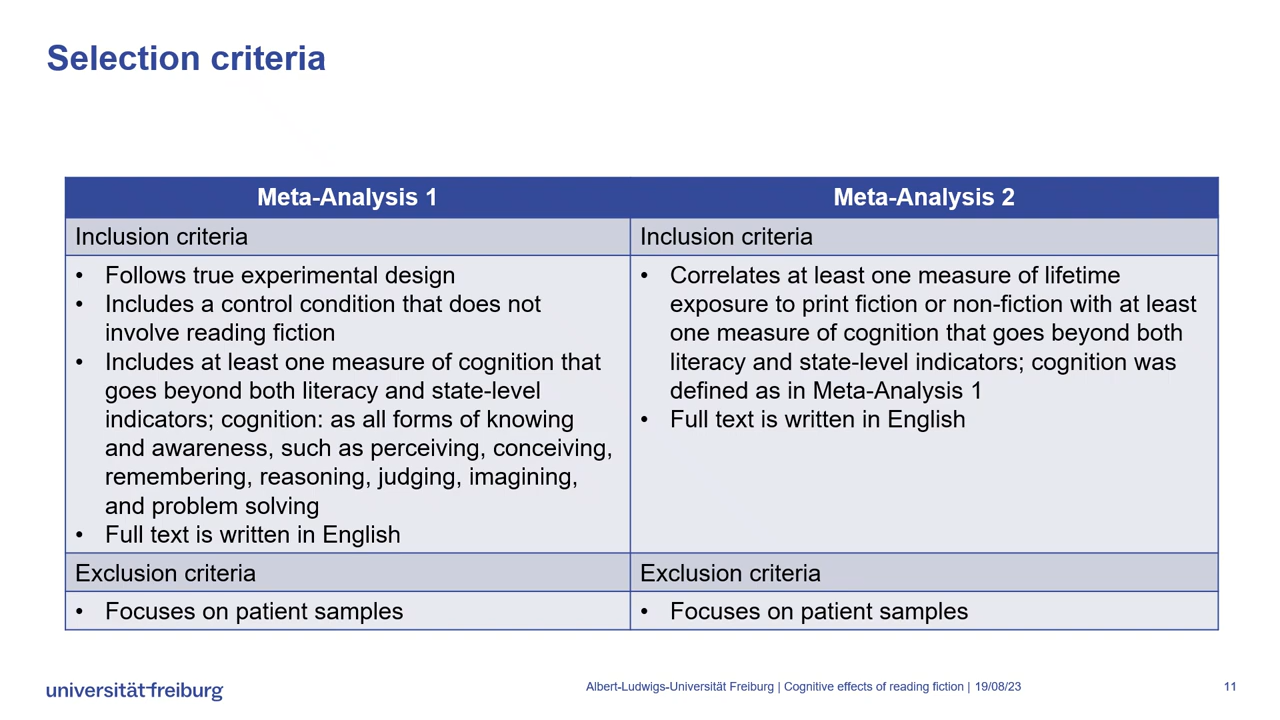 Selection criteria
Meta-Analysis 1
Inclusion criteria
• Follows true experimental design
• Includes a control condition that does not
involve reading fiction
• Includes at least one measure of cognition that
goes beyond both literacy and state-level
indicators; cognition: as all forms of knowing
and awareness, such as perceiving, conceiving,
remembering, reasoning, judging, imagining,
and problem solving
• Full text is written in English
Exclusion criteria
• Focuses on patient samples
Meta-Analysis 2
Inclusion criteria
• Correlates at least one measure of lifetime
exposure to print fiction or non-fiction with at least
one measure of cognition that goes beyond both
literacy and state-level indicators; cognition was
defined as in Meta-Analysis 1
• Full text is written in English
Exclusion criteria
• Focuses on patient samples
universität freiburg
Albert-Ludwigs-Universität Freiburg | Cognitive effects of reading fiction | 19/08/23
11